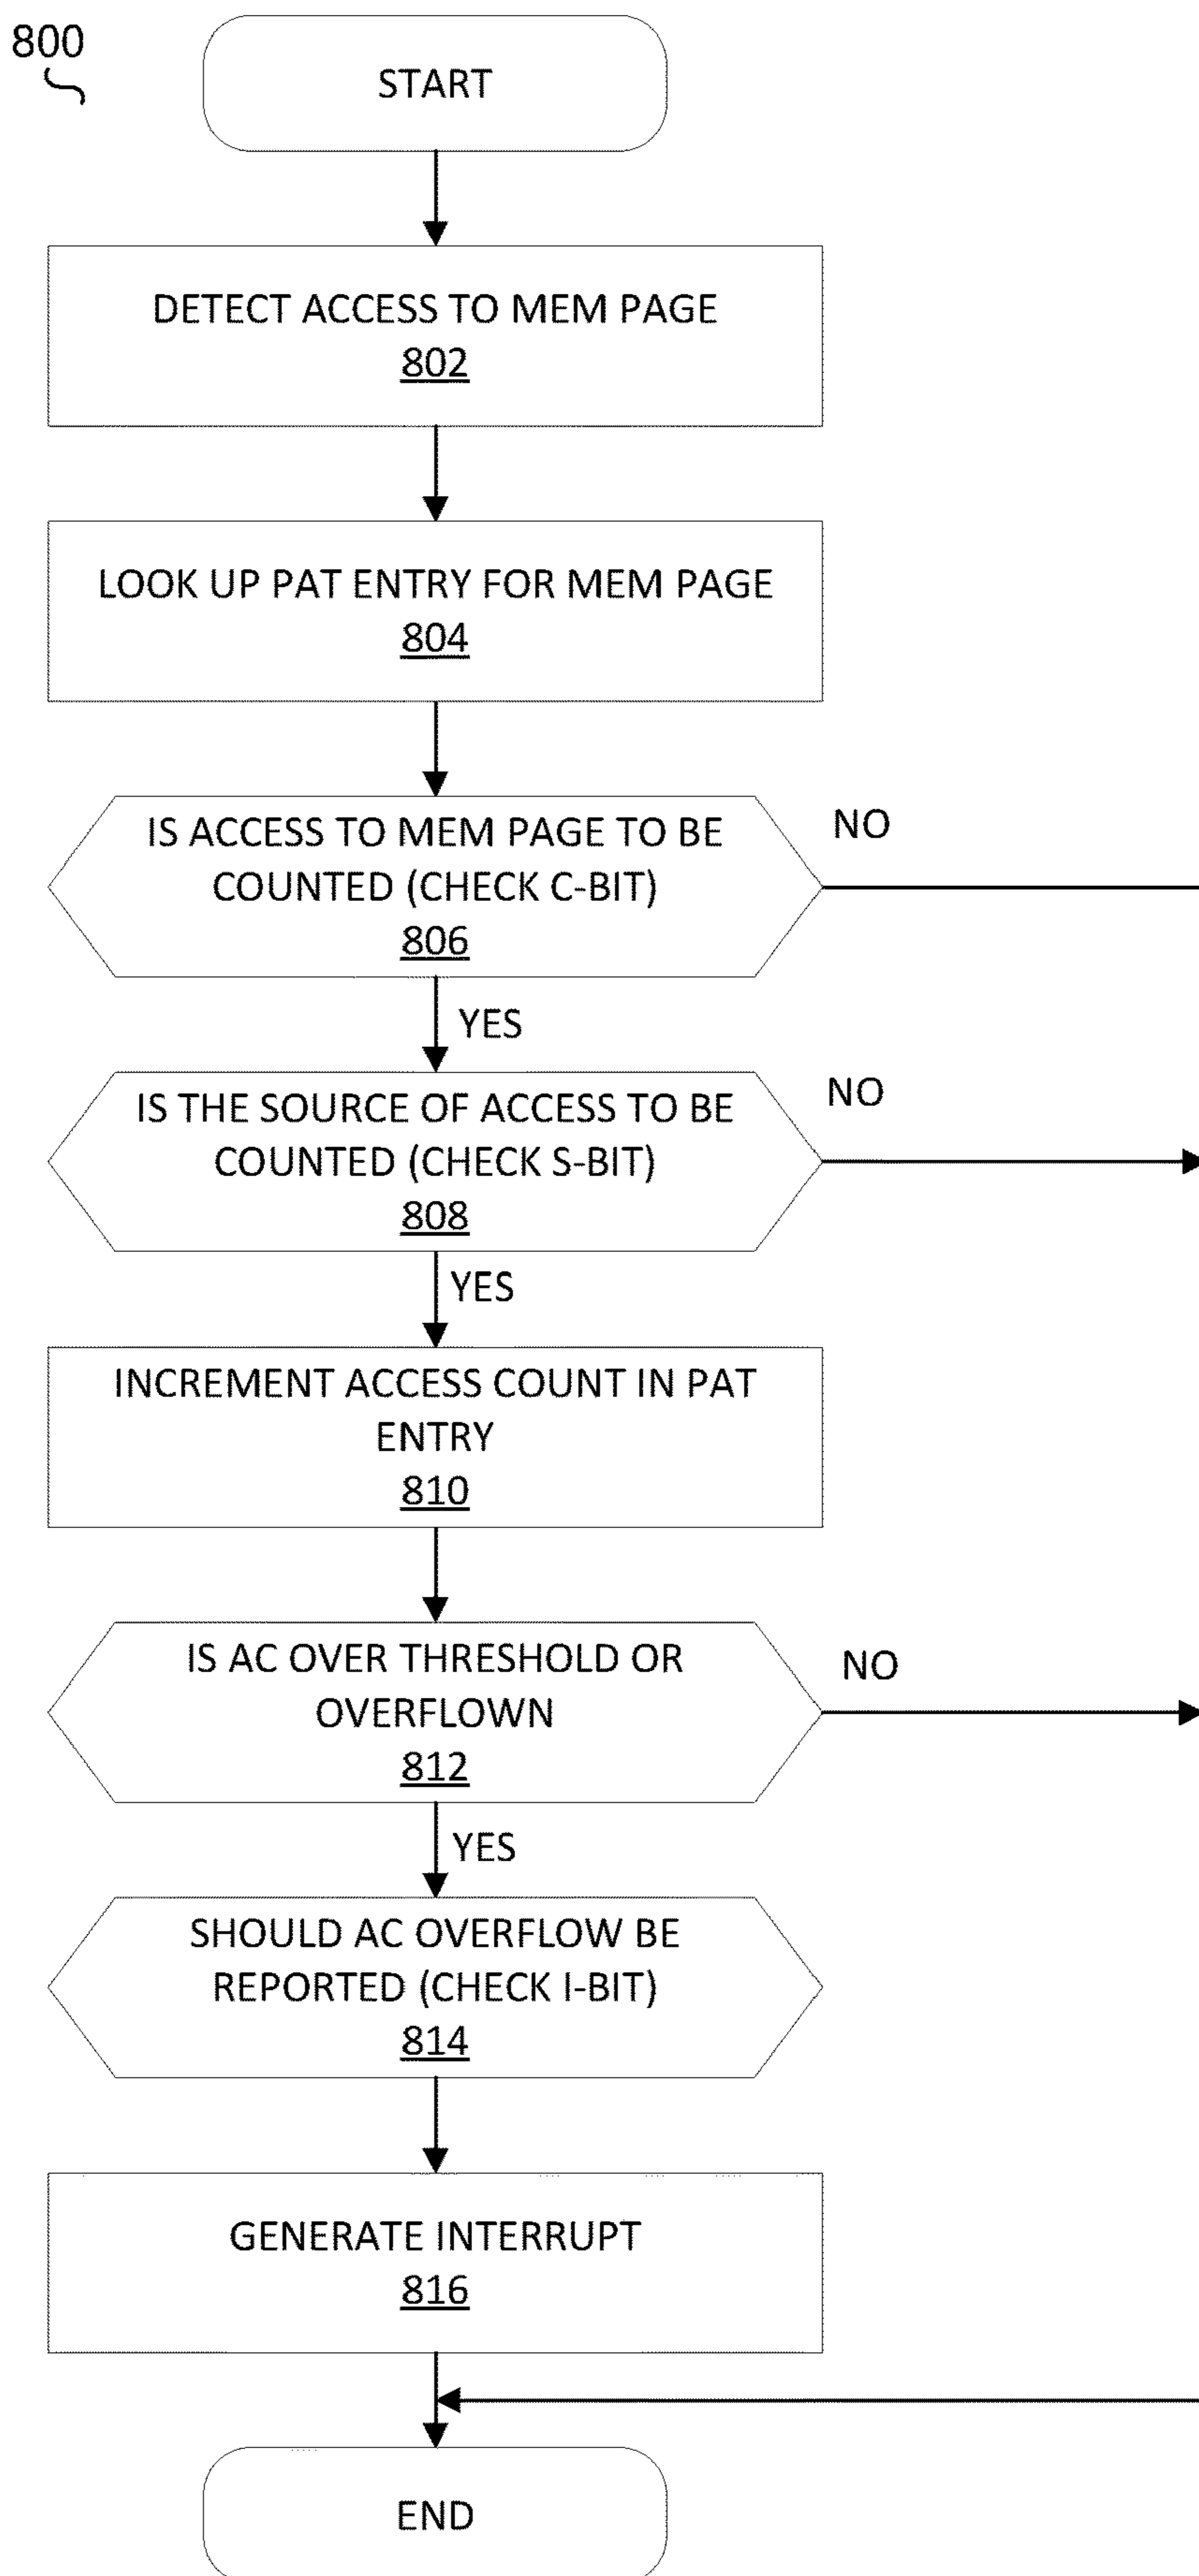 800
START
DETECT ACCESS TO MEM PAGE
802
LOOK UP PAT ENTRY FOR MEM PAGE
804
IS ACCESS TO MEM PAGE TO BE
COUNTED (CHECK C-BIT)
806
NO
YES
IS THE SOURCE OF ACCESS TO BE
COUNTED (CHECK S-BIT)
808
NO
YES
INCREMENT ACCESS COUNT IN PAT
ENTRY
810
IS AC OVER THRESHOLD OR
OVERFLOWN
812
NO
YES
SHOULD AC OVERFLOW BE
REPORTED (CHECK I-BIT)
814
GENERATE INTERRUPT
816
END